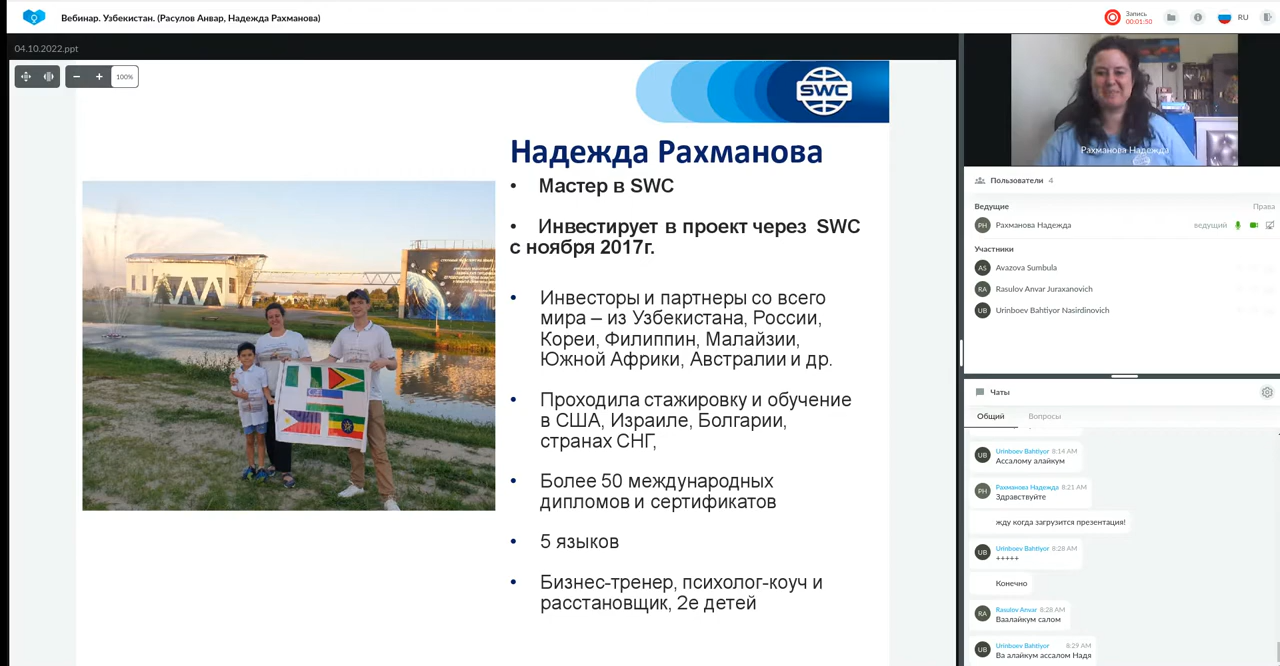 Вебинар. Узбекистан. (Расулов Анвар, Надежда Рахманова)
Запись
00:01:50
RU
04.10.2022.ppt
100%
SWC
Надежда Рахманова
• Мастер в SWC
• Инвестирует в проект через SWC
с ноября 2017г.
• Инвесторы и партнеры со всего
мира – из Узбекистана, России,
Кореи, Филиппин, Малайзии,
Южной Африки, Австралии и др.
• Проходила стажировку и обучение
в США, Израиле, Болгарии,
странах СНГ,
• Более 50 международных
дипломов и сертификатов
• 5 языков
• Бизнес-тренер, психолог-коуч и
расстановщик, 2е детей
Рахманова Надежда
Пользователи 4
Ведущие Права
РН Рахманова Надежда ведущий
Участники
AS Avazova Sumbula
RA Rasulov Anvar Juraxanovich
UB Urinboev Bahtiyor Nasirdinovich
Чаты
Общий Вопросы
UB Urinboev Bahtiyor 8:14 AM
Ассалому алайкум
РН Рахманова Надежда 8:21 AM
Здравствуйте
жду когда загрузится презентация!
UB Urinboev Bahtiyor 8:28 AM
+++++
Конечно
RA Rasulov Anvar 8:28 AM
Ваалайкум салом
UB Urinboev Bahtiyor 8:29 AM
Ва алайкум ассалом Надя